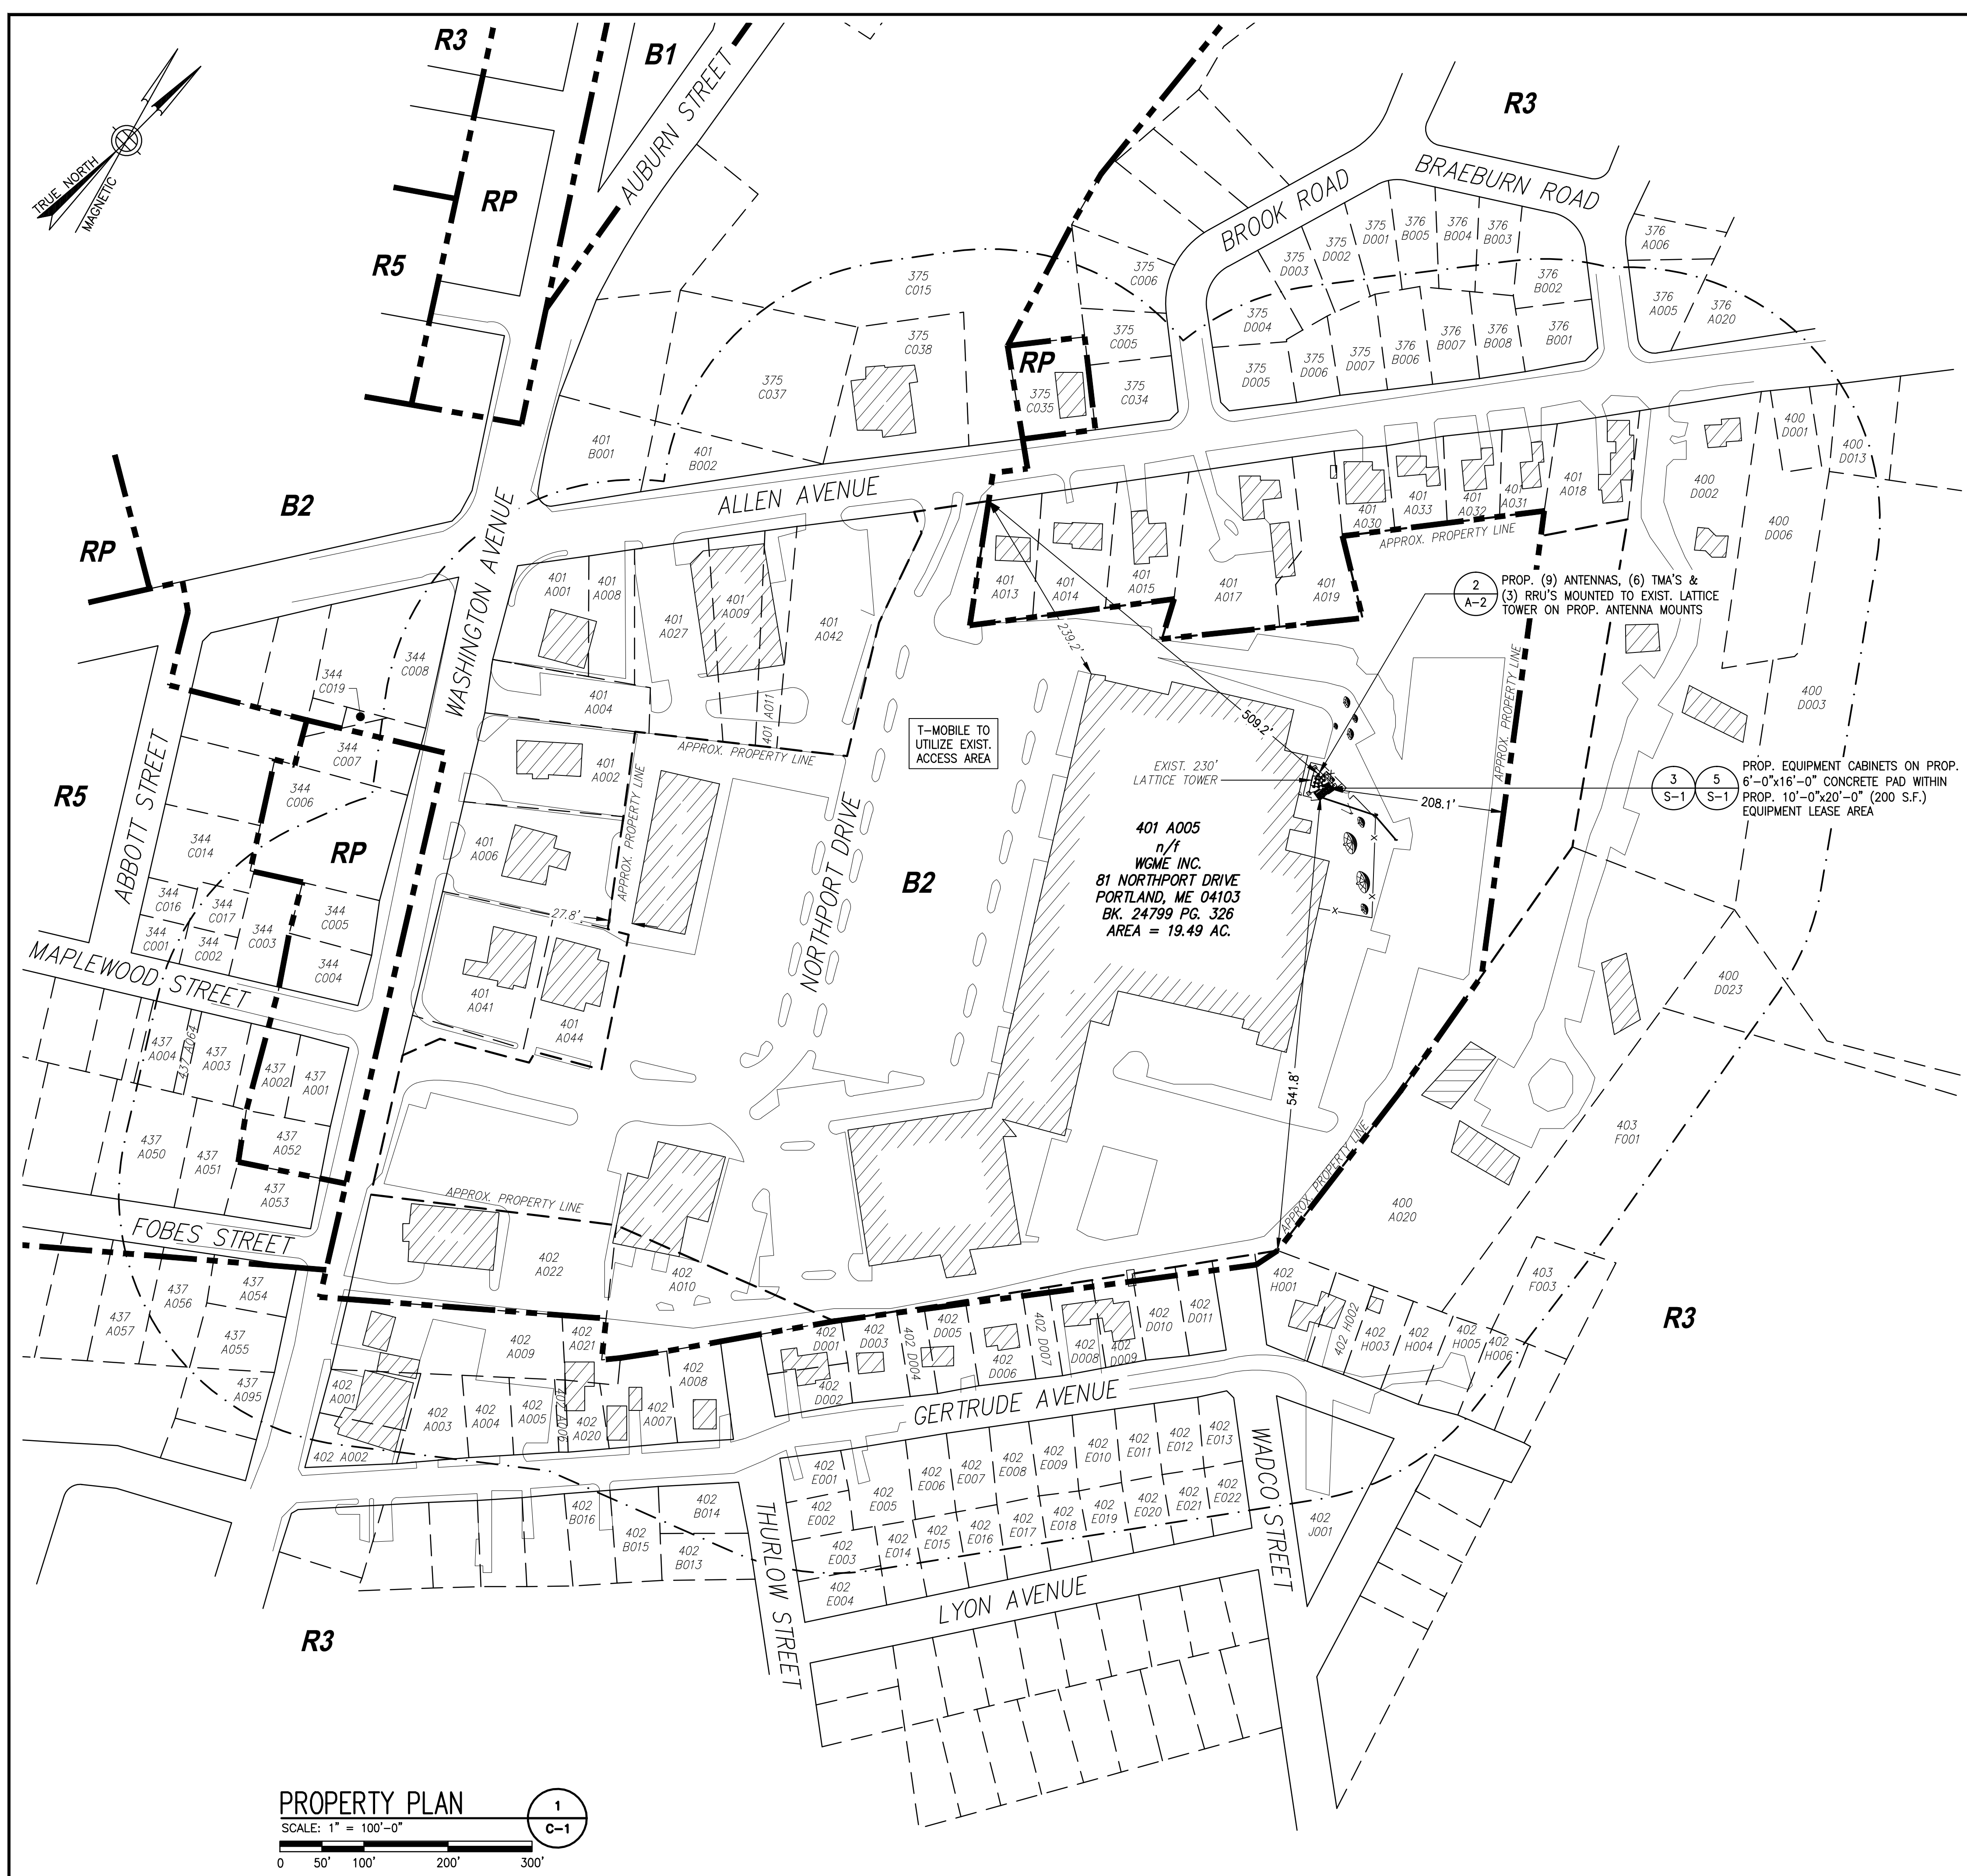 R3
B1
AUBURN STREET
R3
TRUE NORTH
MAGNETIC
RP
R5
BROOK ROAD
BRAEBURN ROAD
375
C015
375
C006
375
D003
375
D002
375
D001
376
B005
376
B004
376
B003
376
A006
376
B002
376
A005
376
A020
375
C038
375
C037
375
C005
RP
375
C035
375
C034
375
D004
375
D005
375
D006
375
D007
376
B006
376
B007
376
B008
376
B001
401
B001
401
B002
ALLEN AVENUE
WASHINGTON AVENUE
B2
RP
400
D001
400
D013
400
D002
400
D006
401
A018
401
A031
401
A032
401
A033
401
A030
APPROX. PROPERTY LINE
401
A013
401
A014
401
A015
401
A017
401
A019
401
A001
401
A008
401
A027
401
A009
401
A042
401 A011
401
A004
APPROX. PROPERTY LINE
401
A002
APPROX. PROPERTY LINE
401
A006
27.8'
401
A041
401
A044
239.2'
509.2'
2
A-2
PROP. (9) ANTENNAS, (6) TMA'S &
(3) RRU'S MOUNTED TO EXIST. LATTICE
TOWER ON PROP. ANTENNA MOUNTS
APPROX. PROPERTY LINE
400
D003
T-MOBILE TO
UTILIZE EXIST.
ACCESS AREA
EXIST. 230'
LATTICE TOWER
208.1'
3
S-1
5
S-1
PROP. EQUIPMENT CABINETS ON PROP.
6'-0"x16'-0" CONCRETE PAD WITHIN
PROP. 10'-0"x20'-0" (200 S.F.)
EQUIPMENT LEASE AREA
401 A005
n/f
WGME INC.
81 NORTHPORT DRIVE
PORTLAND, ME 04103
BK. 24799 PG. 326
AREA = 19.49 AC.
NORTHPORT DRIVE
B2
344
C008
344
C019
344
C007
344
C006
R5
ABBOTT STREET
344
C014
RP
344
C016
344
C017
344
C001
344
C002
344
C003
344
C005
344
C004
MAPLEWOOD STREET
437
A004
437 A064
437
A003
437
A002
437
A001
437
A050
437
A051
437
A052
437
A053
FOBES STREET
437
A054
437
A056
437
A057
437
A055
437
A095
400
D023
403
F001
541.8'
APPROX. PROPERTY LINE
400
A020
403
F003
R3
APPROX. PROPERTY LINE
402
A022
402
A010
402
A009
402
A021
402
A001
402 A002
402
A003
402
A004
402
A005
402 A006
402
A020
402
A007
402
A008
402
D001
402
D002
402
D003
402 D004
402
D005
402
D006
402 D007
402
D008
402
D009
402
D010
402
D011
402
H001
402 H002
402
H003
402
H004
402
H005
402
H006
GERTRUDE AVENUE
402
E001
402
E002
402
E003
402
E004
402
E005
402
E006
402
E007
402
E008
402
E009
402
E010
402
E011
402
E012
402
E013
402
E014
402
E015
402
E016
402
E017
402
E018
402
E019
402
E020
402
E021
402
E022
402
J001
402
B016
402
B015
402
B014
402
B013
THURLOW STREET
LYON AVENUE
WADCO STREET
R3
PROPERTY PLAN
SCALE: 1" = 100'-0"
1
C-1
0 50' 100' 200' 300'